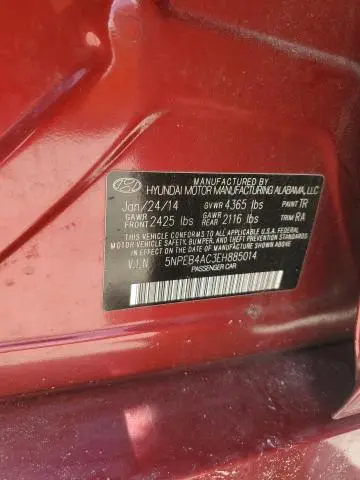 MANUFACTURED BY
HYUNDAI MOTOR MANUFACTURING ALABAMA, LLC
Jan/24/14 GVWR 4365 lbs PAINT TR
GAWR FRONT 2425 lbs GAWR REAR 2116 lbs TRIM RA
THIS VEHICLE CONFORMS TO ALL APPLICABLE U.S.A. FEDERAL
MOTOR VEHICLE SAFETY, BUMPER, AND THEFT PREVENTION STANDARDS
IN EFFECT ON THE DATE OF MANUFACTURE SHOWN ABOVE.
V.I.N. 5NPEB4AC3EH885014
PASSENGER CAR